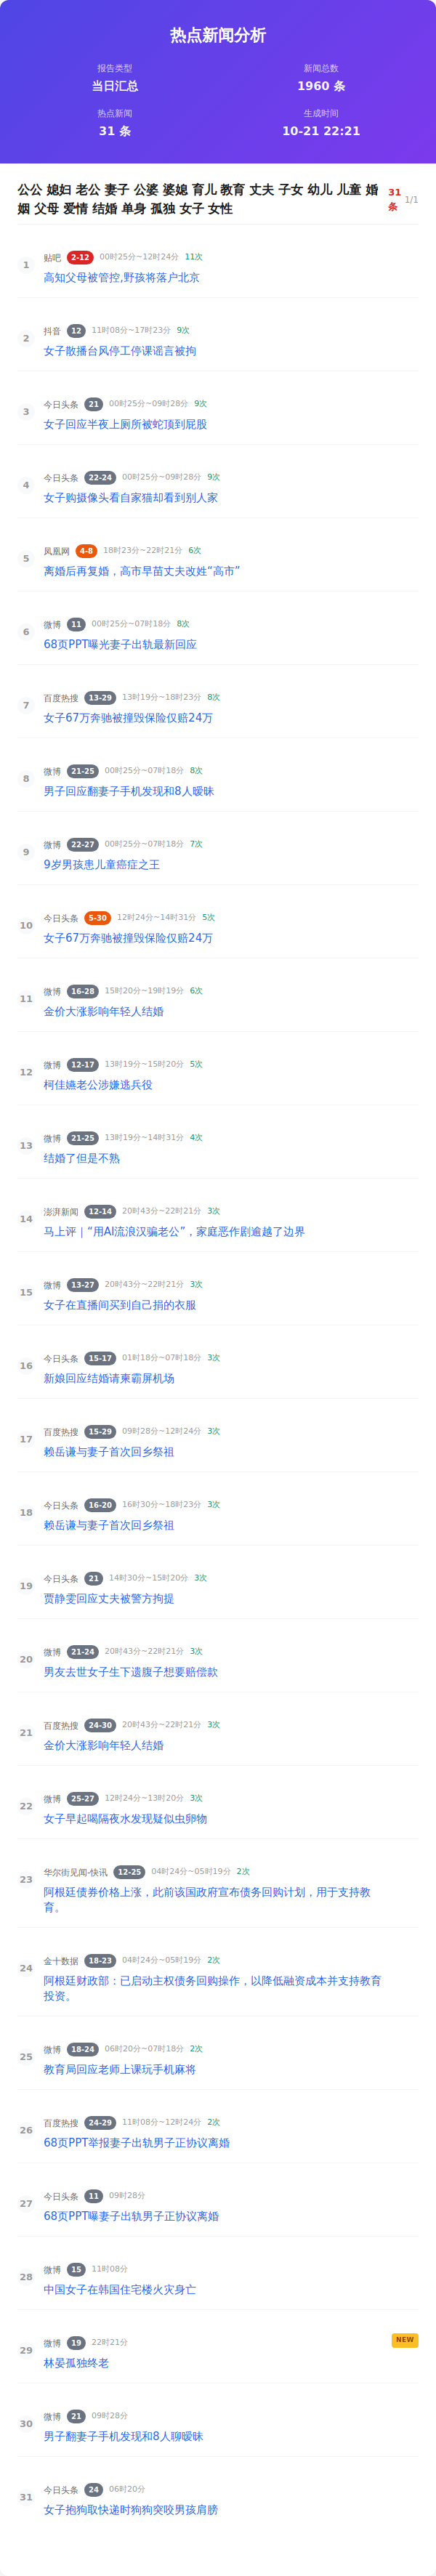 热点新闻分析
报告类型
当日汇总
新闻总数
1960 条
热点新闻
31 条
生成时间
10-21 22:21
公公 媳妇 老公 妻子 公婆 婆媳 育儿 教育 丈夫 子女 幼儿 儿童 婚
姻 父母 爱情 结婚 单身 孤独 女子 女性
31
条
1/1
1
贴吧 2-12 00时25分~12时24分 11次
高知父母被管控,野孩将落户北京
2
抖音 12 11时08分~17时23分 9次
女子散播台风停工停课谣言被拘
3
今日头条 21 00时25分~09时28分 9次
女子回应半夜上厕所被蛇顶到屁股
4
今日头条 22-24 00时25分~09时28分 9次
女子购摄像头看自家猫却看到别人家
5
凤凰网 4-8 18时23分~22时21分 6次
离婚后再复婚，高市早苗丈夫改姓“高市”
6
微博 11 00时25分~07时18分 8次
68页PPT曝光妻子出轨最新回应
7
百度热搜 13-29 13时19分~18时23分 8次
女子67万奔驰被撞毁保险仅赔24万
8
微博 21-25 00时25分~07时18分 8次
男子回应翻妻子手机发现和8人暧昧
9
微博 22-27 00时25分~07时18分 7次
9岁男孩患儿童癌症之王
10
今日头条 5-30 12时24分~14时31分 5次
女子67万奔驰被撞毁保险仅赔24万
11
微博 16-28 15时20分~19时19分 6次
金价大涨影响年轻人结婚
12
微博 12-17 13时19分~15时20分 5次
柯佳嬿老公涉嫌逃兵役
13
微博 21-25 13时19分~14时31分 4次
结婚了但是不熟
14
澎湃新闻 12-14 20时43分~22时21分 3次
马上评｜“用AI流浪汉骗老公”，家庭恶作剧逾越了边界
15
微博 13-27 20时43分~22时21分 3次
女子在直播间买到自己捐的衣服
16
今日头条 15-17 01时18分~07时18分 3次
新娘回应结婚请柬霸屏机场
17
百度热搜 15-29 09时28分~12时24分 3次
赖岳谦与妻子首次回乡祭祖
18
今日头条 16-20 16时30分~18时23分 3次
赖岳谦与妻子首次回乡祭祖
19
今日头条 21 14时30分~15时20分 3次
贾静雯回应丈夫被警方拘提
20
微博 21-24 20时43分~22时21分 3次
男友去世女子生下遗腹子想要赔偿款
21
百度热搜 24-30 20时43分~22时21分 3次
金价大涨影响年轻人结婚
22
微博 25-27 12时24分~13时20分 3次
女子早起喝隔夜水发现疑似虫卵物
23
华尔街见闻-快讯 12-25 04时24分~05时19分 2次
阿根廷债券价格上涨，此前该国政府宣布债务回购计划，用于支持教
育。
24
金十数据 18-23 04时24分~05时19分 2次
阿根廷财政部：已启动主权债务回购操作，以降低融资成本并支持教育
投资。
25
微博 18-24 06时20分~07时18分 2次
教育局回应老师上课玩手机麻将
26
百度热搜 24-29 11时08分~12时24分 2次
68页PPT举报妻子出轨男子正协议离婚
27
今日头条 11 09时28分
68页PPT曝妻子出轨男子正协议离婚
28
微博 15 11时08分
中国女子在韩国住宅楼火灾身亡
29
微博 19 22时21分
NEW
林晏孤独终老
30
微博 21 09时28分
男子翻妻子手机发现和8人聊暧昧
31
今日头条 24 06时20分
女子抱狗取快递时狗狗突咬男孩肩膀